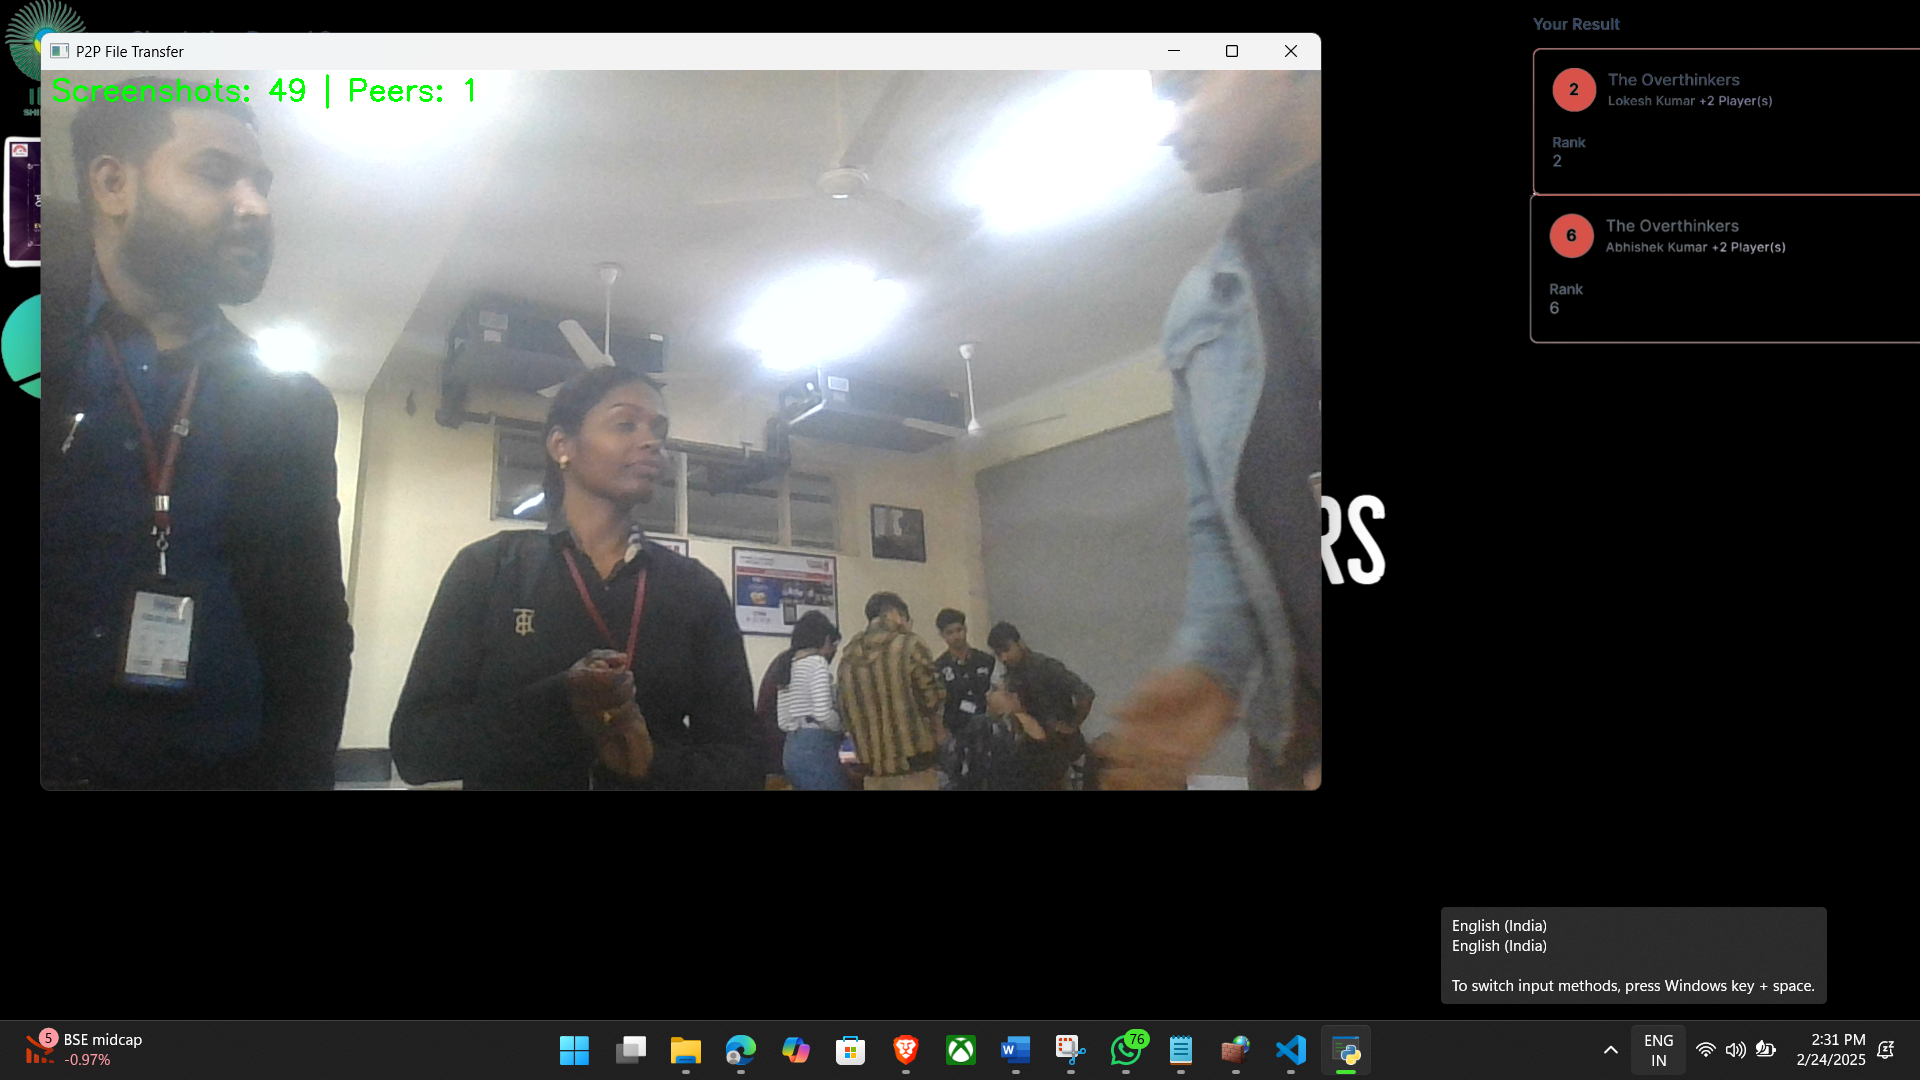 P2P File Transfer
Screenshots: 49 | Peers: 1
Your Result
2
The Overthinkers
Lokesh Kumar +2 Player(s)
Rank
2
6
The Overthinkers
Abhishek Kumar +2 Player(s)
Rank
6
RS
English (India)
English (India)
To switch input methods, press Windows key + space.
5
BSE midcap
-0.97%
76
ENG
IN
2:31 PM
2/24/2025